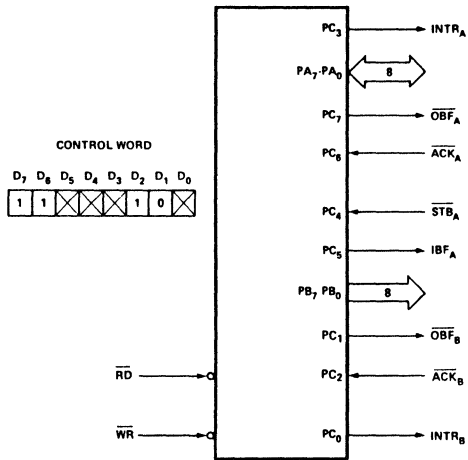 PC3 INTRA
PA7-PA0 8
PC7 OBFA
CONTROL WORD
PC6 ACKA
D7 D6 D5 D4 D3 D2 D1 D0
1 1 1 0
PC4 STBA
PC5 IBFA
PB7, PB0 8
PC1 OBFB
RD PC2 ACKB
WR PC0 INTRB